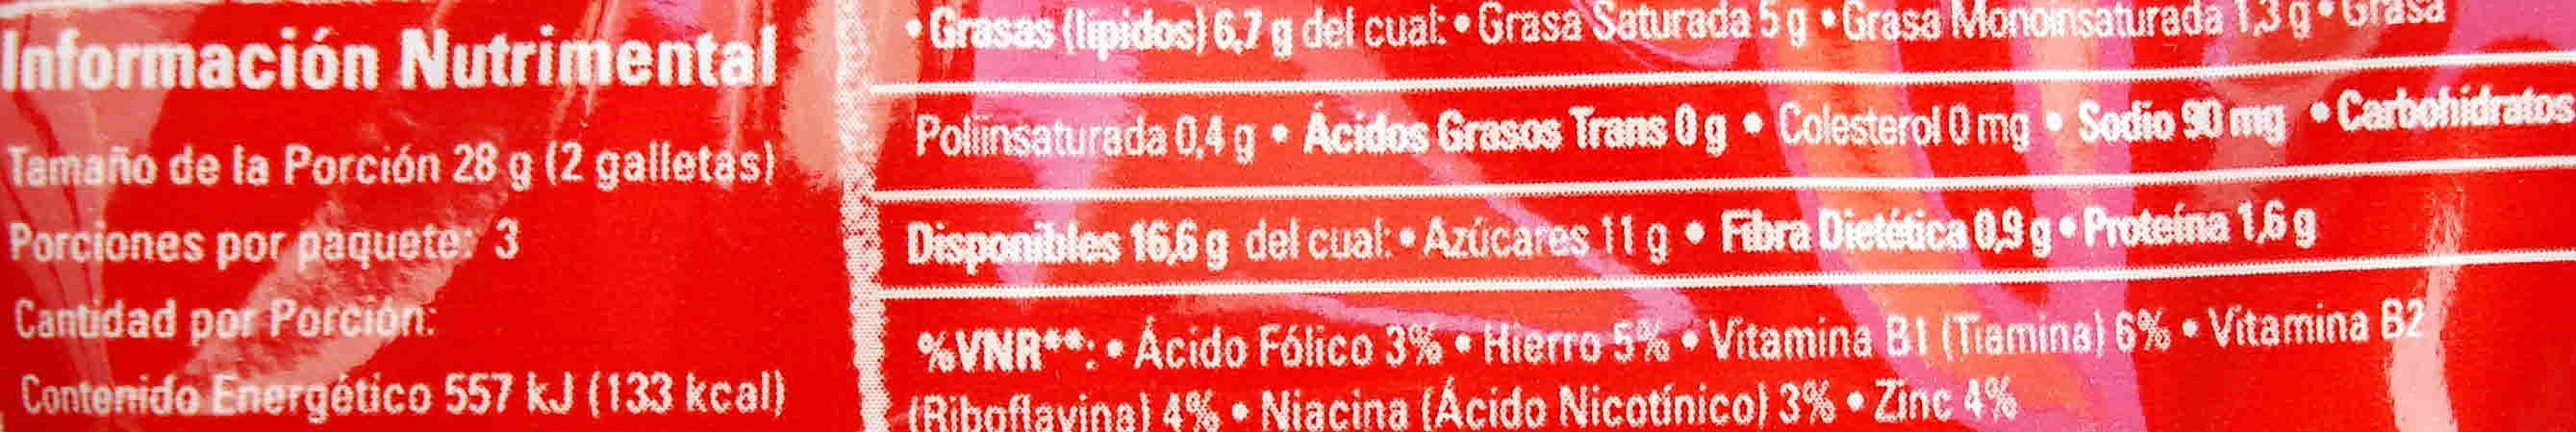 Información Nutrimental
Tamaño de la Porción 28 g (2 galletas)
Porciones por paquete: 3
Cantidad por Porción:
Contenido Energético 557 kJ (133 kcal)
• Grasas (lípidos) 6,7 g del cual: • Grasa Saturada 5 g • Grasa Monoinsaturada 1,3 g • Grasa
Poliinsaturada 0,4 g • Ácidos Grasos Trans 0 g • Colesterol 0 mg • Sodio 90 mg • Carbohidratos
Disponibles 16,6 g del cual: • Azúcares 11 g • Fibra Dietética 0,9 g • Proteína 1,6 g
%VNR**: • Ácido Fólico 3% • Hierro 5% • Vitamina B1 (Tiamina) 6% • Vitamina B2
(Riboflavina) 4% • Niacina (Ácido Nicotínico) 3% • Zinc 4%